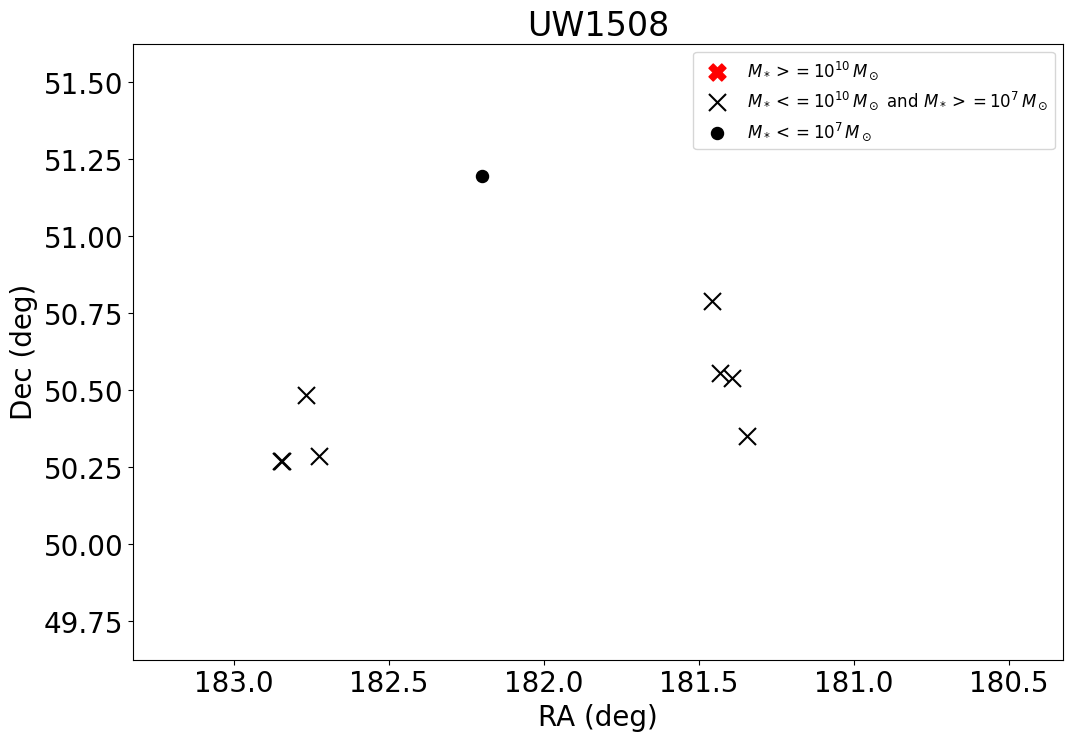 UW1508
M* >= 10^10 M⊙
M* <= 10^10 M⊙ and M* >= 10^7 M⊙
M* <= 10^7 M⊙
51.50
51.25
51.00
50.75
50.50
50.25
50.00
49.75
Dec (deg)
183.0 182.5 182.0 181.5 181.0 180.5
RA (deg)